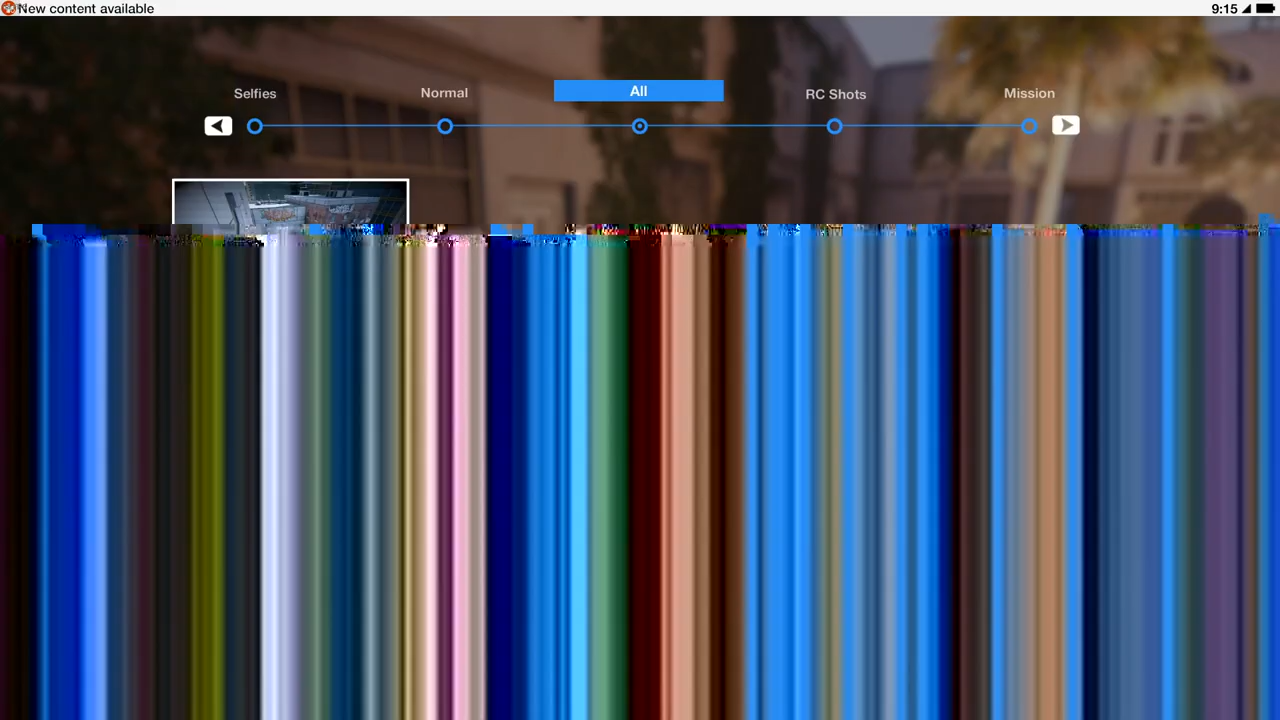 New content available
9:15
Selfies
Normal
All
RC Shots
Mission